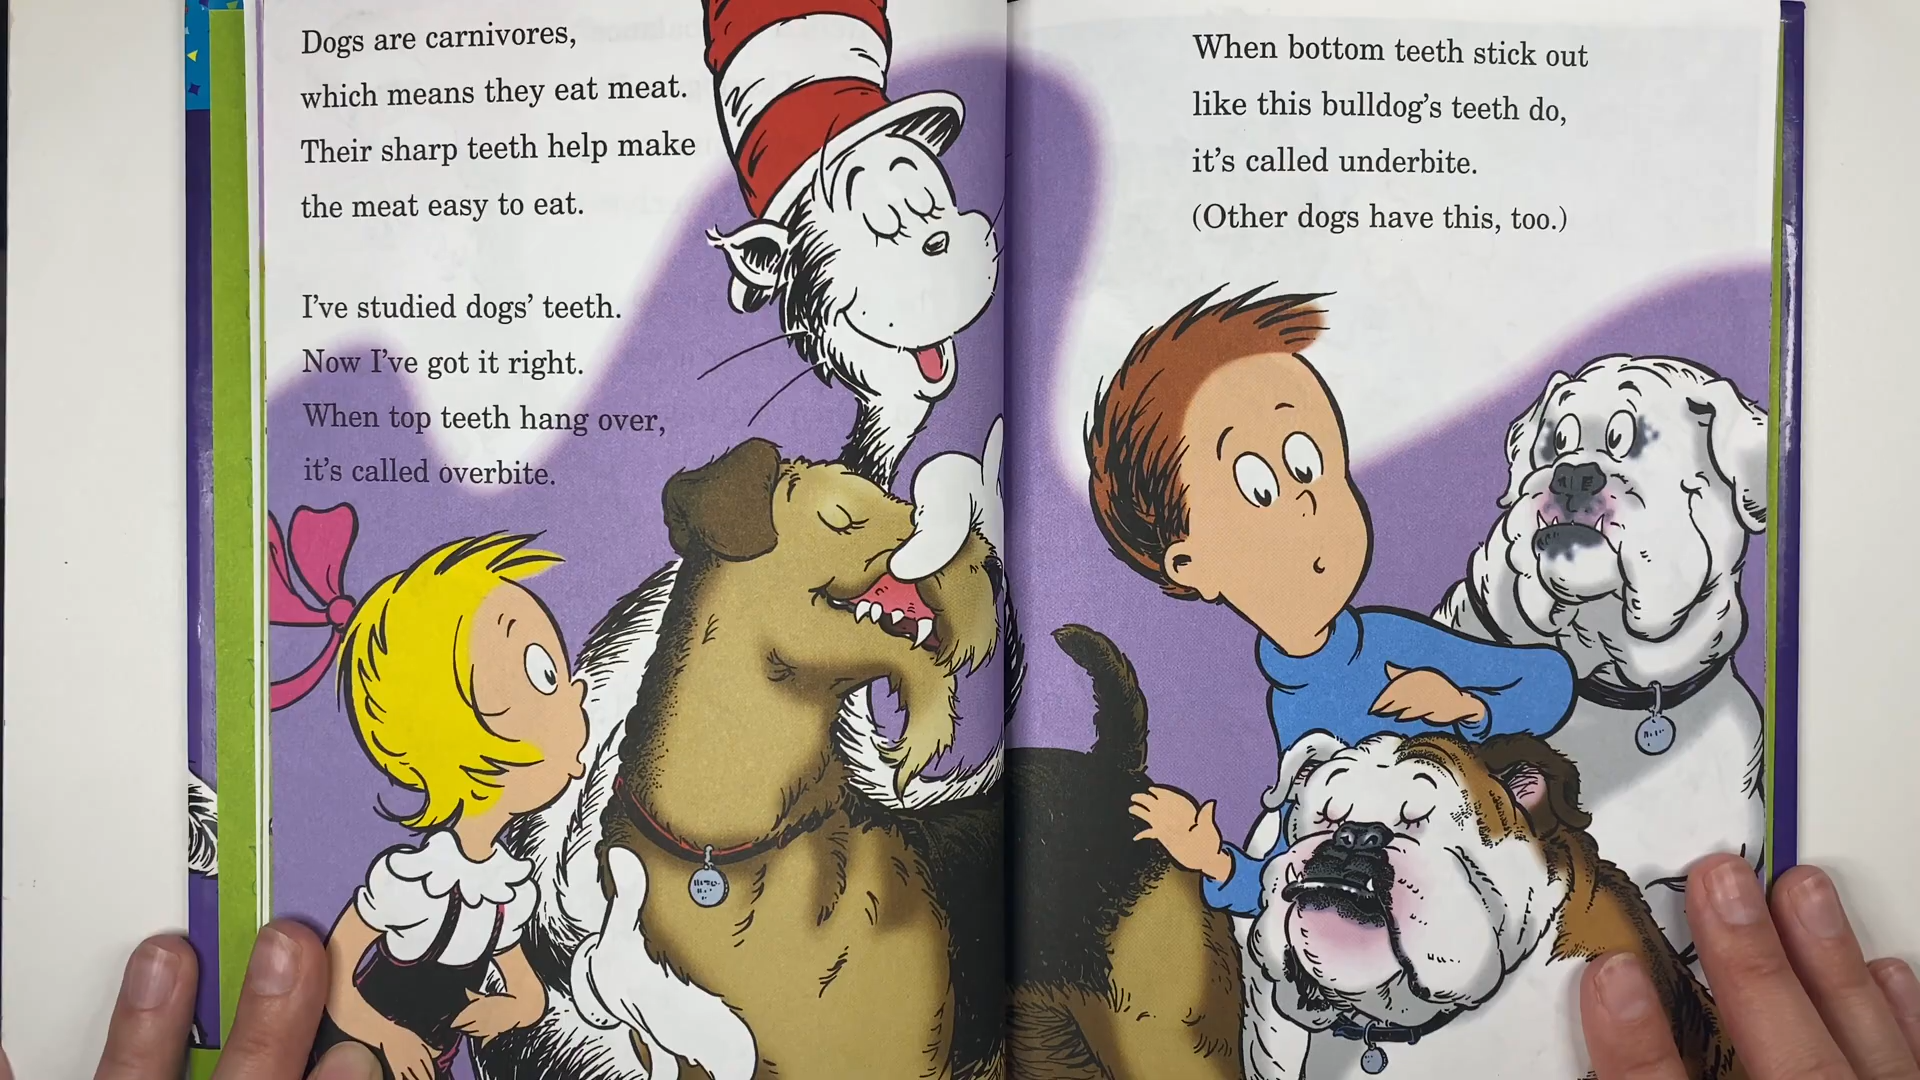 Dogs are carnivores,
which means they eat meat.
Their sharp teeth help make
the meat easy to eat.
I've studied dogs' teeth.
Now I've got it right.
When top teeth hang over,
it's called overbite.
When bottom teeth stick out
like this bulldog's teeth do,
it's called underbite.
(Other dogs have this, too.)